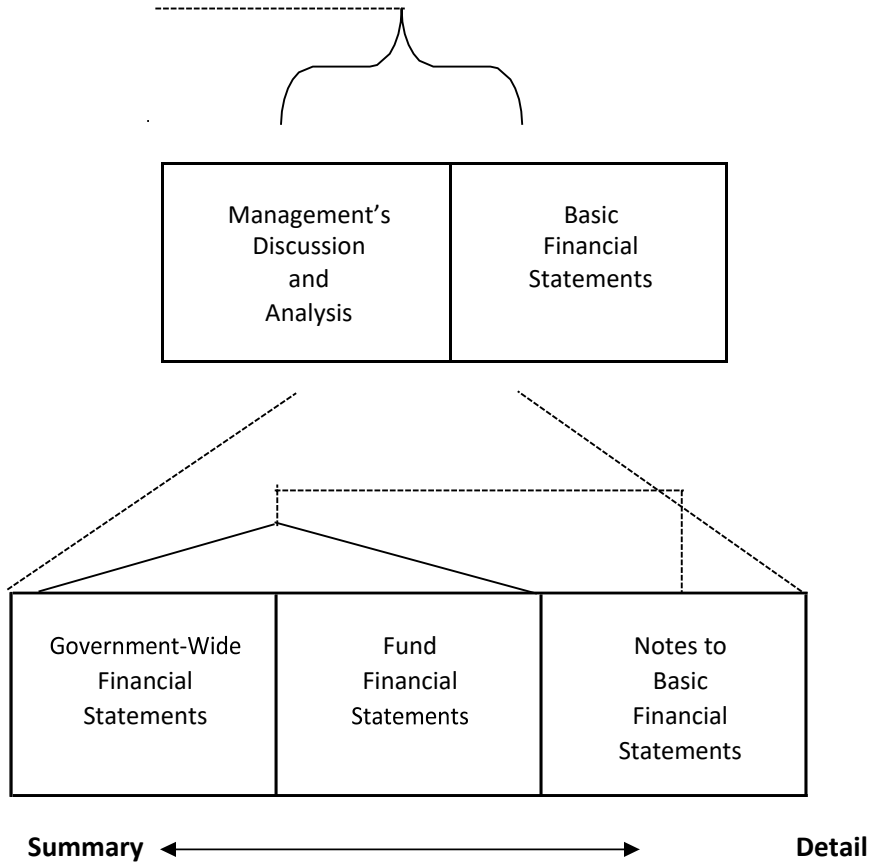 Management’s
Discussion
and
Analysis
Basic
Financial
Statements
Government-Wide
Financial
Statements
Fund
Financial
Statements
Notes to
Basic
Financial
Statements
Summary
Detail